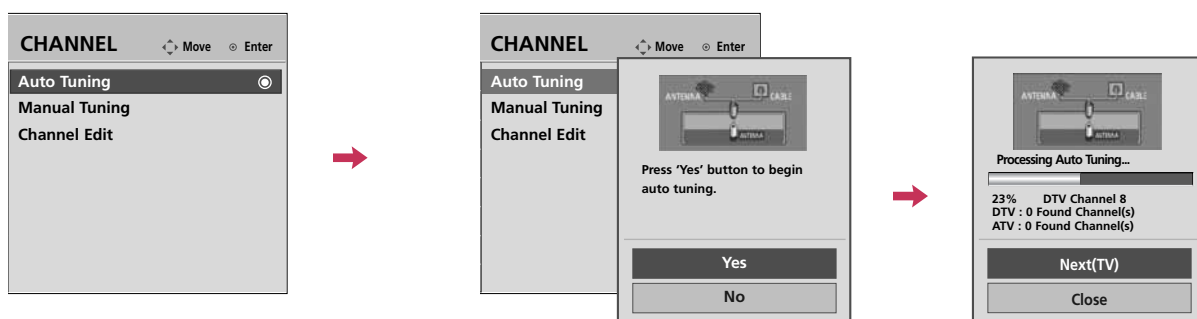 CHANNEL Move Enter
Auto Tuning
Manual Tuning
Channel Edit
CHANNEL Move Enter
Auto Tuning
Manual Tuning
Channel Edit
ANTENNA CABLE
ANTENNA
Press ‘Yes’ button to begin
auto tuning.
Yes
No
ANTENNA CABLE
ANTENNA
Processing Auto Tuning...
23% DTV Channel 8
DTV : 0 Found Channel(s)
ATV : 0 Found Channel(s)
Next(TV)
Close